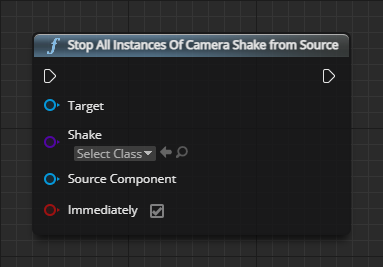 Stop All Instances Of Camera Shake from Source
Target
Shake
Select Class
Source Component
Immediately